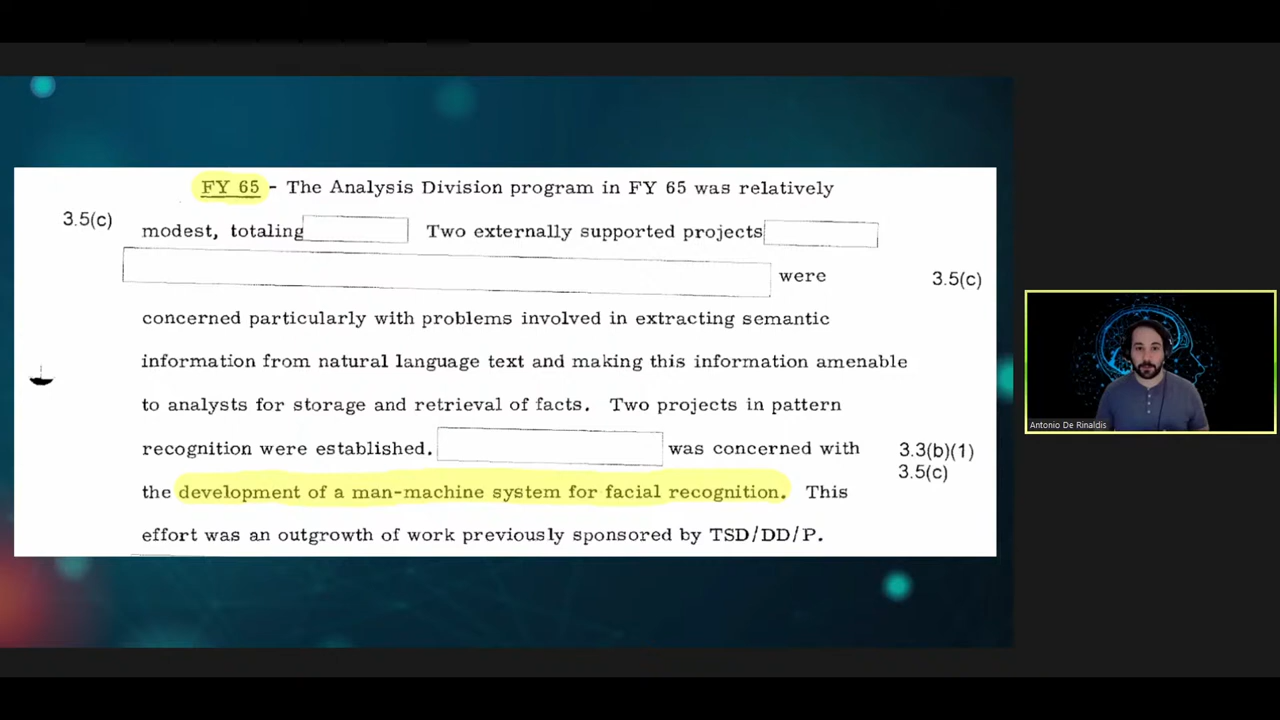 FY 65 - The Analysis Division program in FY 65 was relatively
3.5(c)
modest, totaling Two externally supported projects
were
3.5(c)
concerned particularly with problems involved in extracting semantic
information from natural language text and making this information amenable
to analysts for storage and retrieval of facts. Two projects in pattern
recognition were established. was concerned with
3.3(b)(1)
3.5(c)
the development of a man-machine system for facial recognition. This
effort was an outgrowth of work previously sponsored by TSD/DD/P.
Antonio De Rinaldis